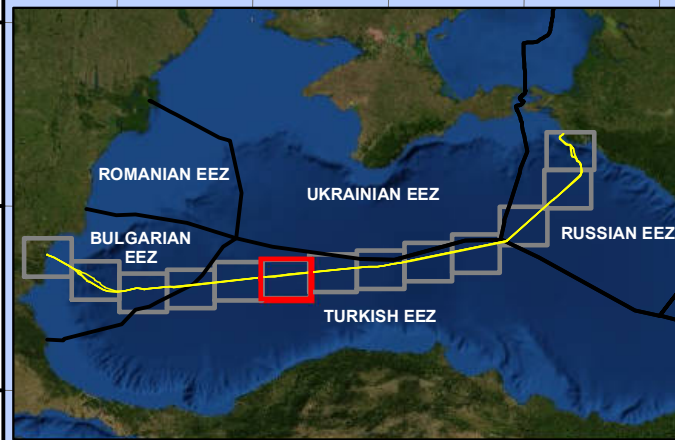 ROMANIAN EEZ
UKRAINIAN EEZ
BULGARIAN
EEZ
RUSSIAN EEZ
TURKISH EEZ